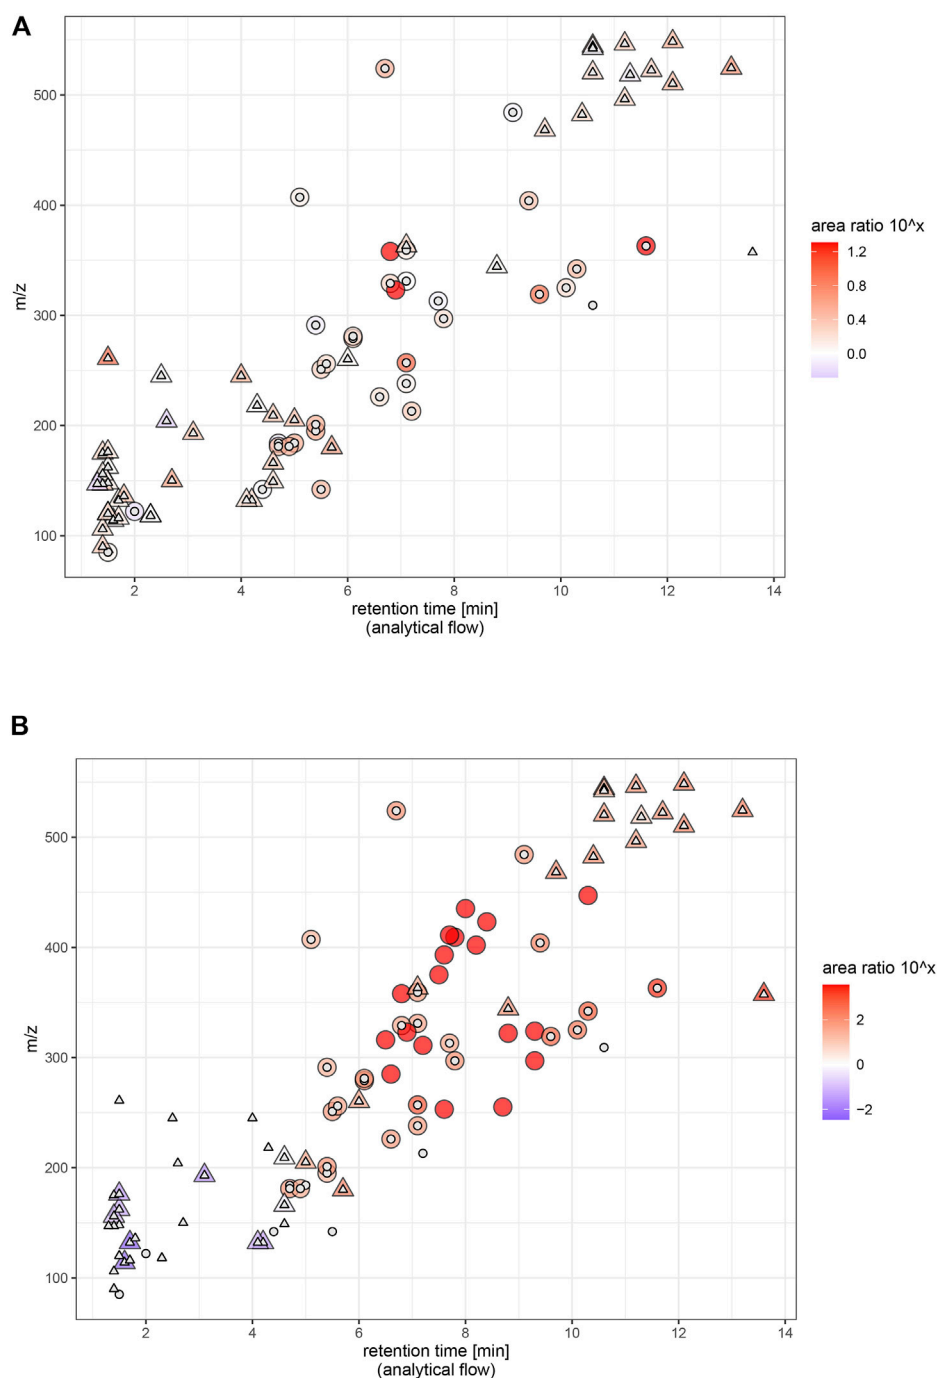 A
500
400
300
200
100
m/z
2 4 6 8 10 12 14
retention time [min]
(analytical flow)
area ratio 10^x
1.2
0.8
0.4
0.0
B
500
400
300
200
100
m/z
2 4 6 8 10 12 14
retention time [min]
(analytical flow)
area ratio 10^x
2
0
−2